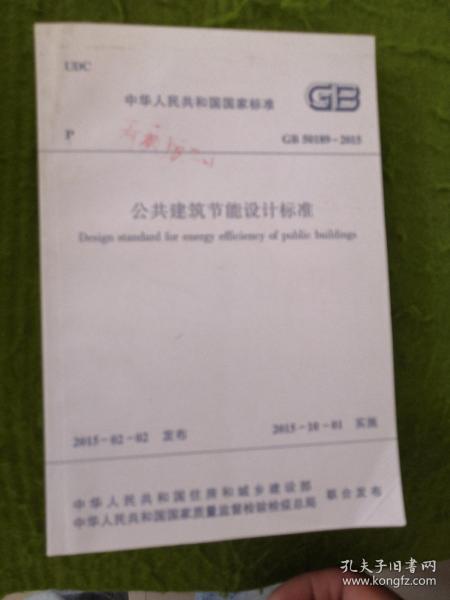 UDC
中华人民共和国国家标准
GB
P
GB 50189-2015
公共建筑节能设计标准
Design standard for energy efficiency of public buildings
2015-02-02 发布
2015-10-01 实施
中华人民共和国住房和城乡建设部
中华人民共和国国家质量监督检验检疫总局
联合发布
孔夫子旧书网
www.kongfz.com